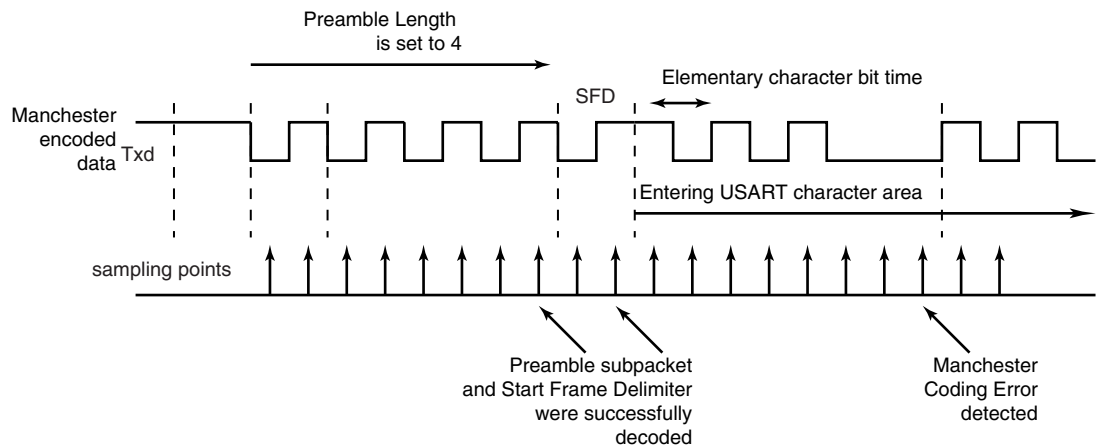 Preamble Length
is set to 4
Elementary character bit time
SFD
Manchester
encoded
data
Txd
Entering USART character area
sampling points
Preamble subpacket
and Start Frame Delimiter
were successfully
decoded
Manchester
Coding Error
detected